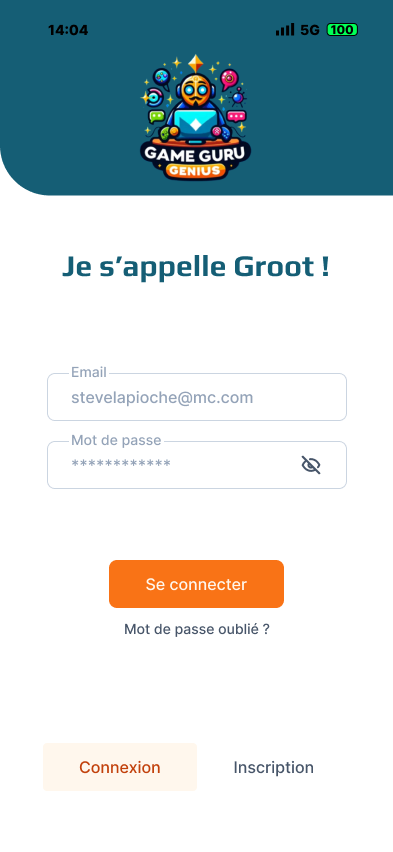 14:04
5G 100
GAME GURU
GENIUS
Je s’appelle Groot !
Email
stevelapioche@mc.com
Mot de passe
************
Se connecter
Mot de passe oublié ?
Connexion Inscription